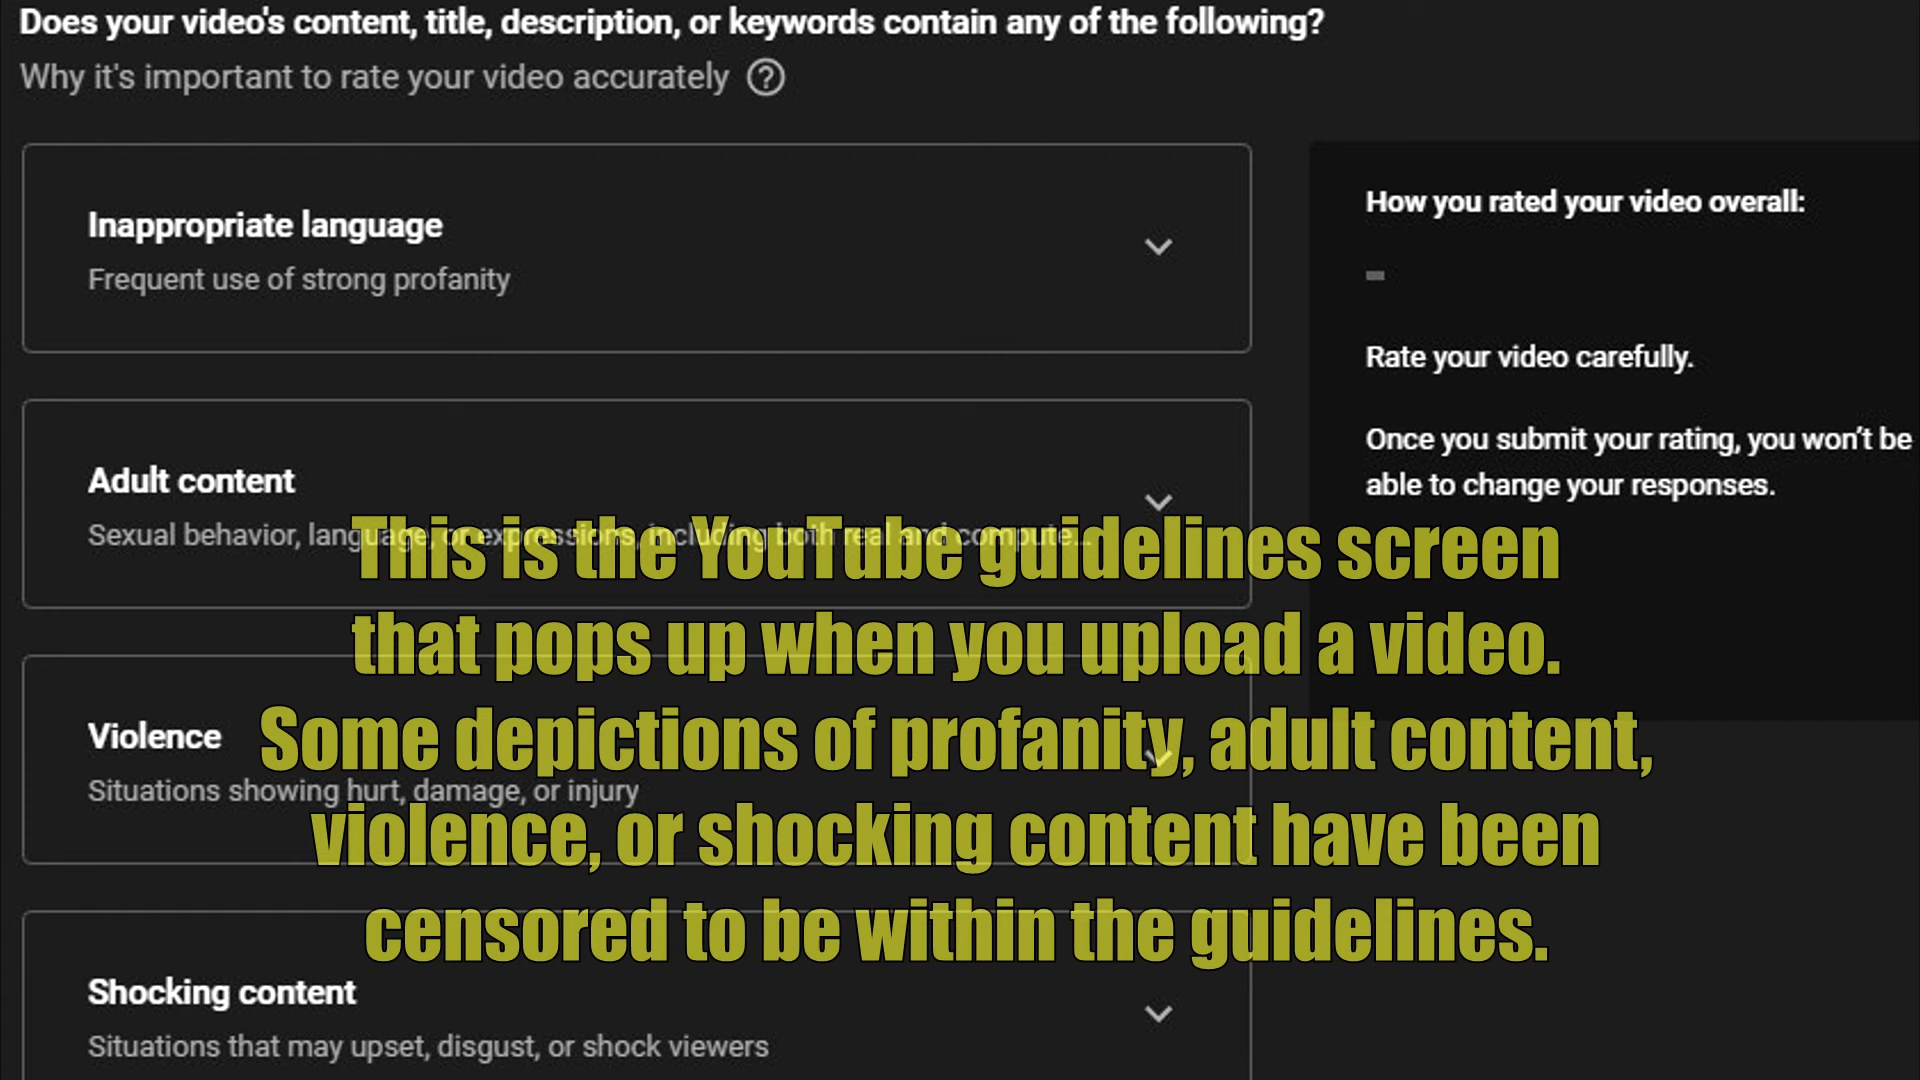 Does your video's content, title, description, or keywords contain any of the following?
Why it's important to rate your video accurately ?
Inappropriate language
Frequent use of strong profanity
How you rated your video overall:
-
Rate your video carefully.
Once you submit your rating, you won't be
able to change your responses.
Adult content
Sexual behavior, language, or expressions, including both real and compute...
Violence
Situations showing hurt, damage, or injury
Shocking content
Situations that may upset, disgust, or shock viewers
This is the YouTube guidelines screen
that pops up when you upload a video.
Some depictions of profanity, adult content,
violence, or shocking content have been
censored to be within the guidelines.